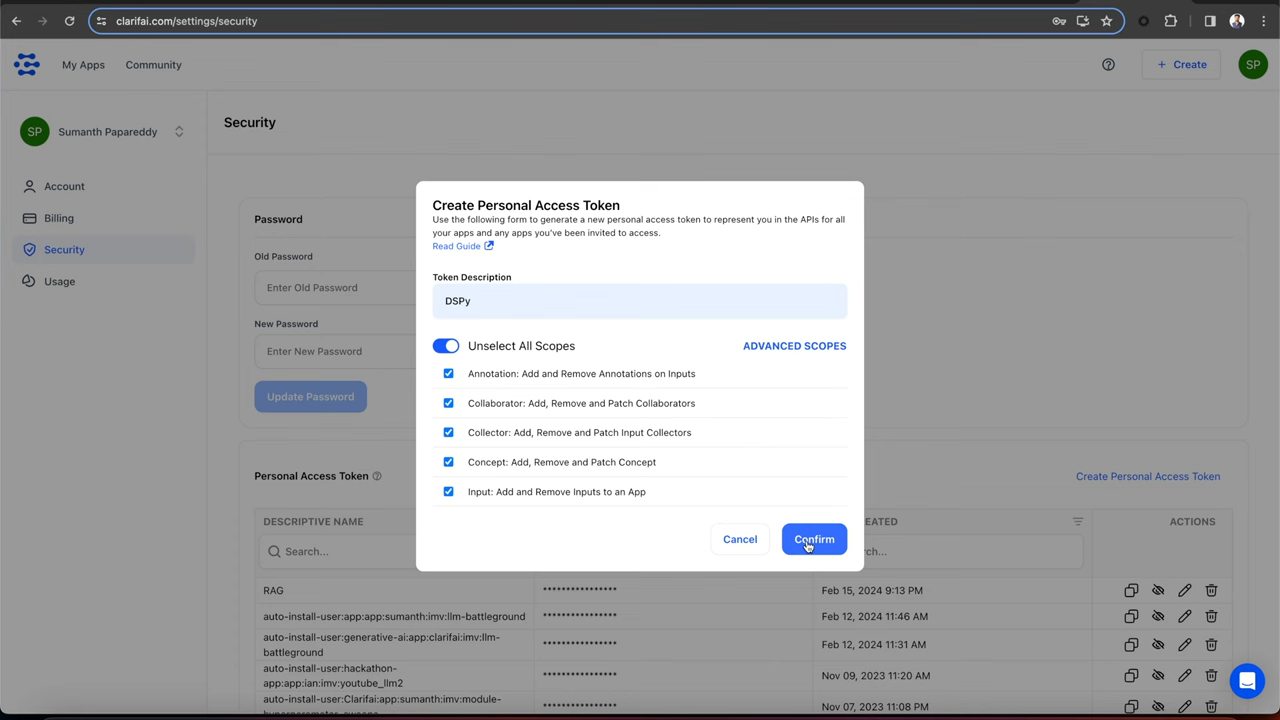 clarifai.com/settings/security
My Apps
Community
+ Create
SP
SP
Sumanth Papareddy
Security
Account
Billing
Security
Usage
Password
Old Password
Enter Old Password
New Password
Enter New Password
Update Password
Create Personal Access Token
Use the following form to generate a new personal access token to represent you in the APIs for all
your apps and any apps you've been invited to access.
Read Guide
Token Description
DSPy
Unselect All Scopes
ADVANCED SCOPES
Annotation: Add and Remove Annotations on Inputs
Collaborator: Add, Remove and Patch Collaborators
Collector: Add, Remove and Patch Input Collectors
Concept: Add, Remove and Patch Concept
Input: Add and Remove Inputs to an App
Cancel
Confirm
Personal Access Token
Create Personal Access Token
DESCRIPTIVE NAME
EATED
ACTIONS
Search...
ch...
RAG
****************
Feb 15, 2024 9:13 PM
auto-install-user:app:app:sumanth:imv:llm-battleground
****************
Feb 12, 2024 11:46 AM
auto-install-user:generative-ai:app:clarifai:imv:llm-
battleground
****************
Feb 12, 2024 11:31 AM
auto-install-user:hackathon-
app:app:ian:imv:youtube_llm2
****************
Nov 09, 2023 11:20 AM
auto-install-user:Clarifai:app:sumanth:imv:module-
****************
Nov 07, 2023 11:08 PM